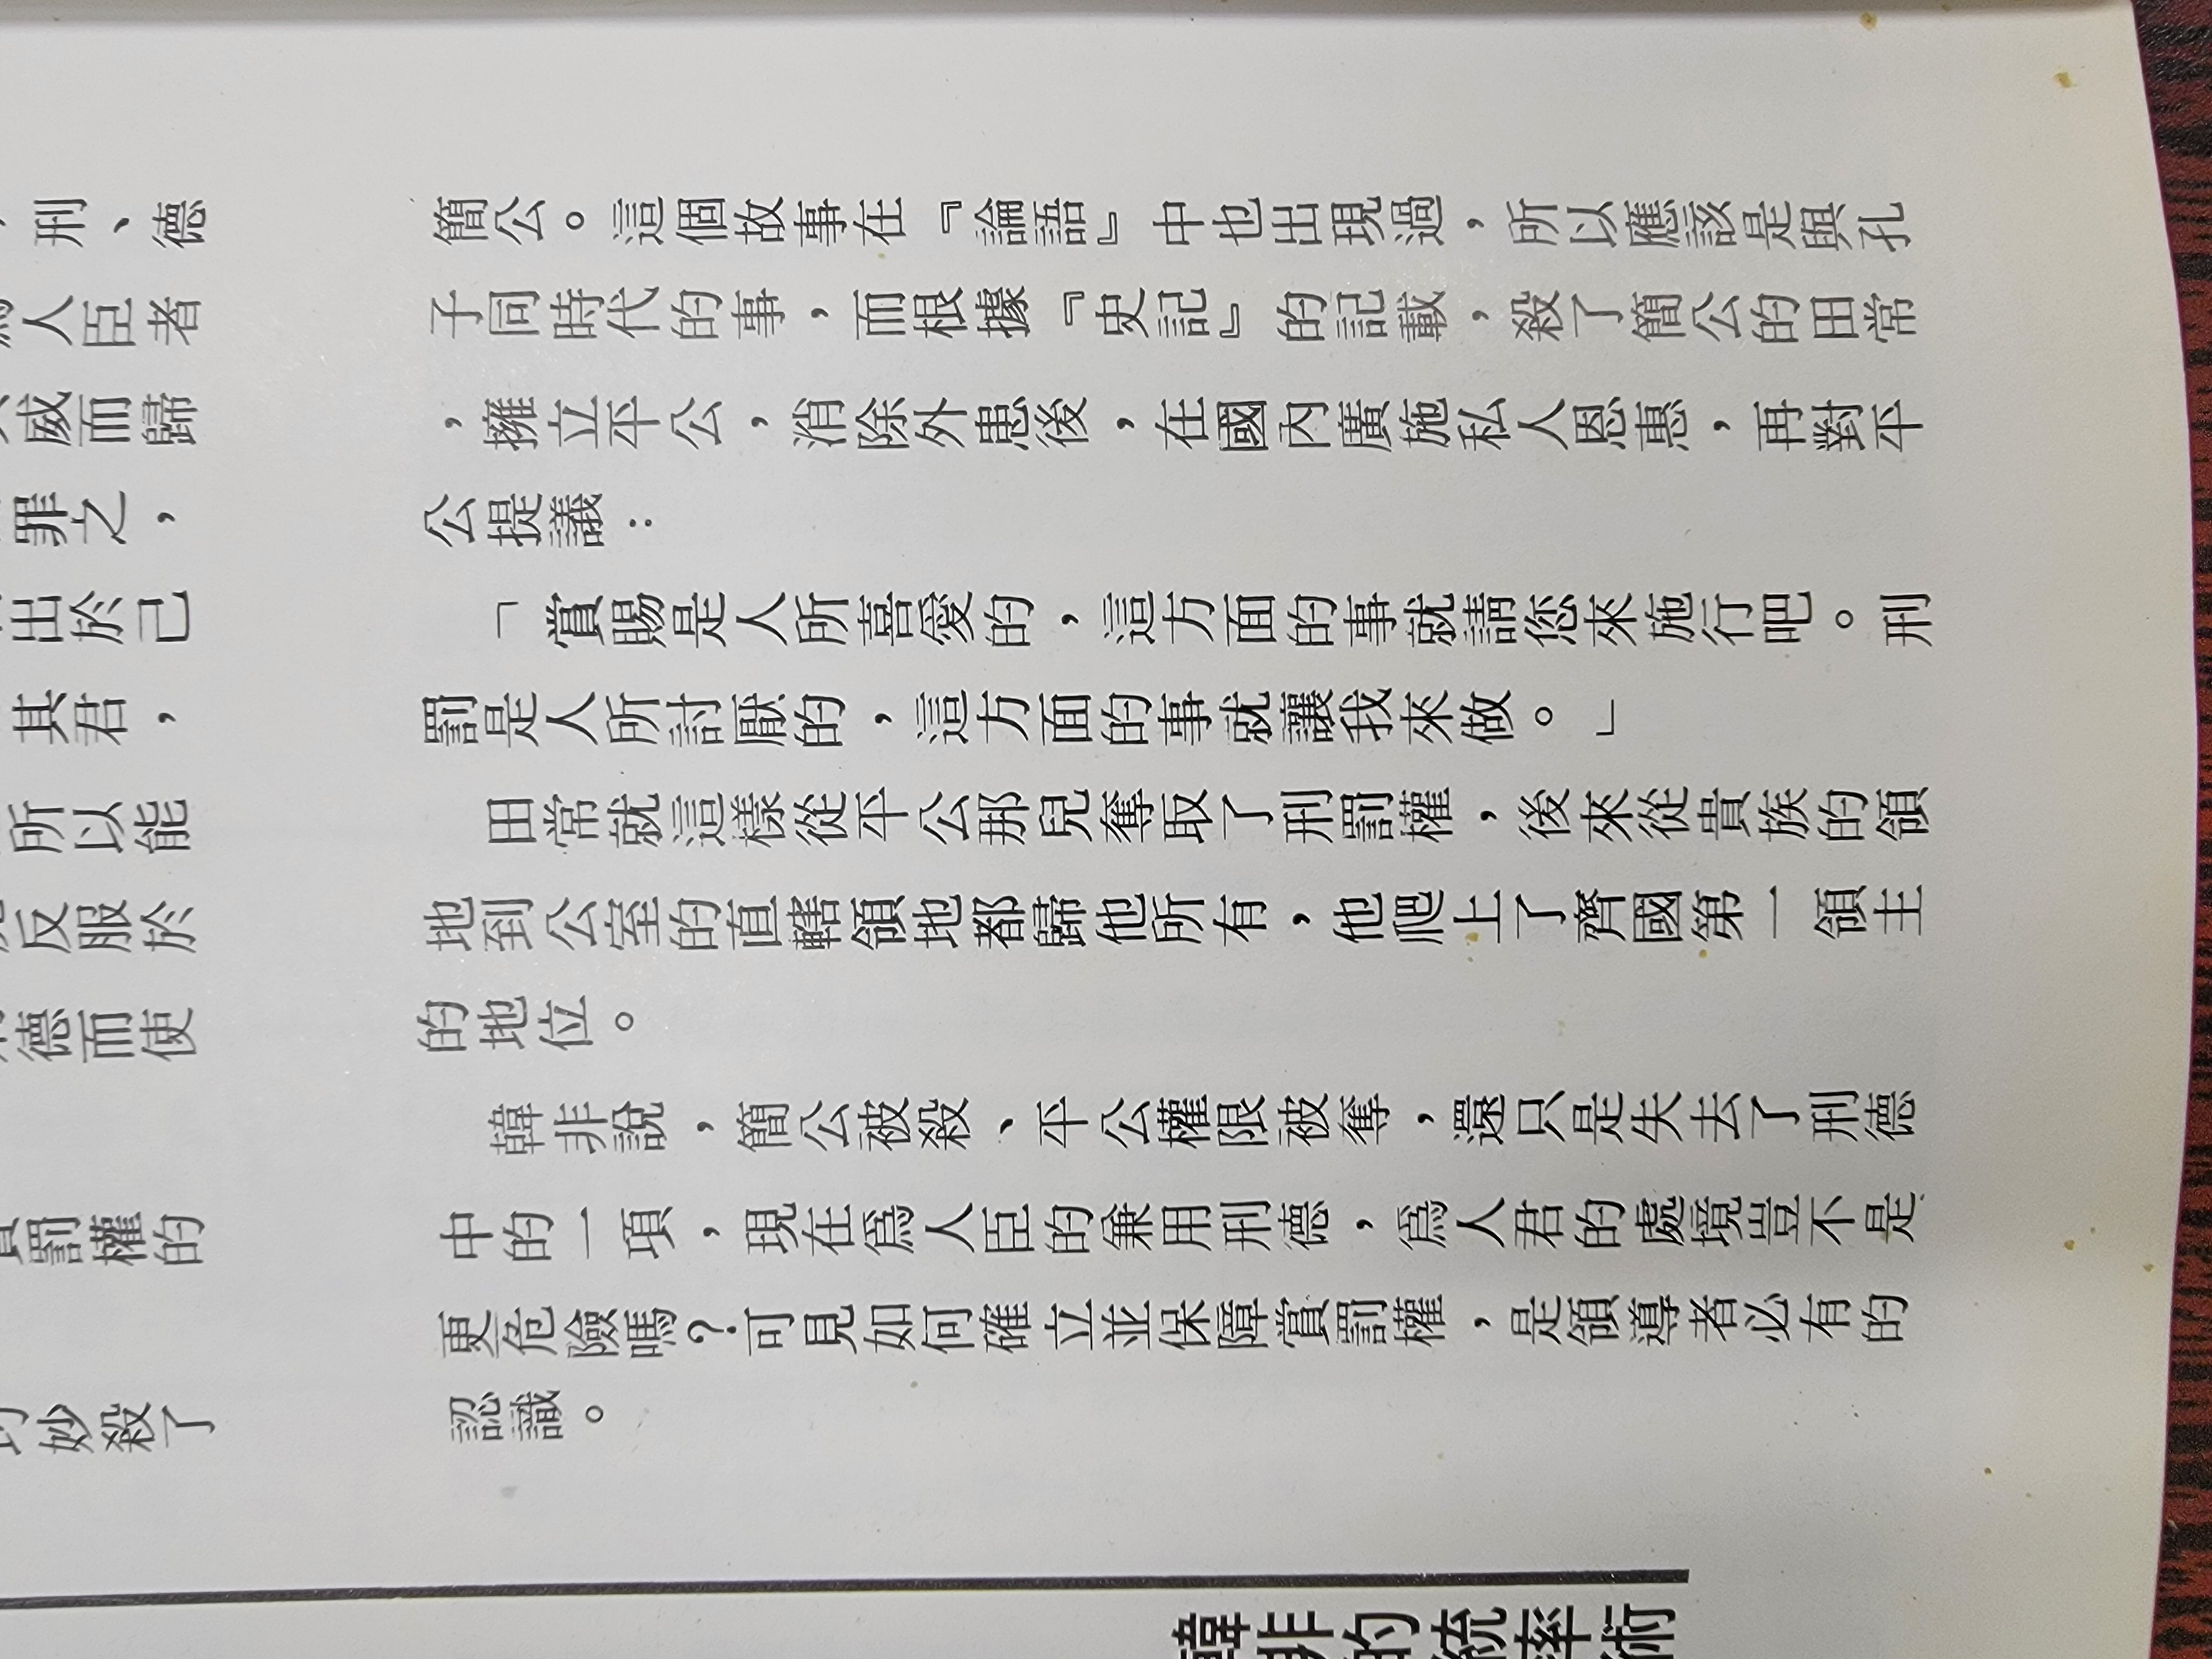 刑、德
人臣者
威而歸
罪之，
出於己
其君，
所以能
反服於
德而使
罰權的
妙殺了
簡公。這個故事在『論語』中也出現過，所以應該是與孔
子同時代的事，而根據『史記』的記載，殺了簡公的田常
，擁立平公，消除外患後，在國內廣施私人恩惠，再對平
公提議：
「賞賜是人所喜愛的，這方面的事就請您來施行吧。刑
罰是人所討厭的，這方面的事就讓我來做。」
田常就這樣從平公那兒奪取了刑罰權，後來從貴族的領
地到公室的直轄領地都歸他所有，他爬上了齊國第一領主
的地位。
韓非說，簡公被殺、平公權限被奪，還只是失去了刑德
中的一項，現在爲人臣的兼用刑德，爲人君的處境豈不是
更危險嗎？可見如何確立並保障賞罰權，是領導者必有的
認識。
韓非的統率術